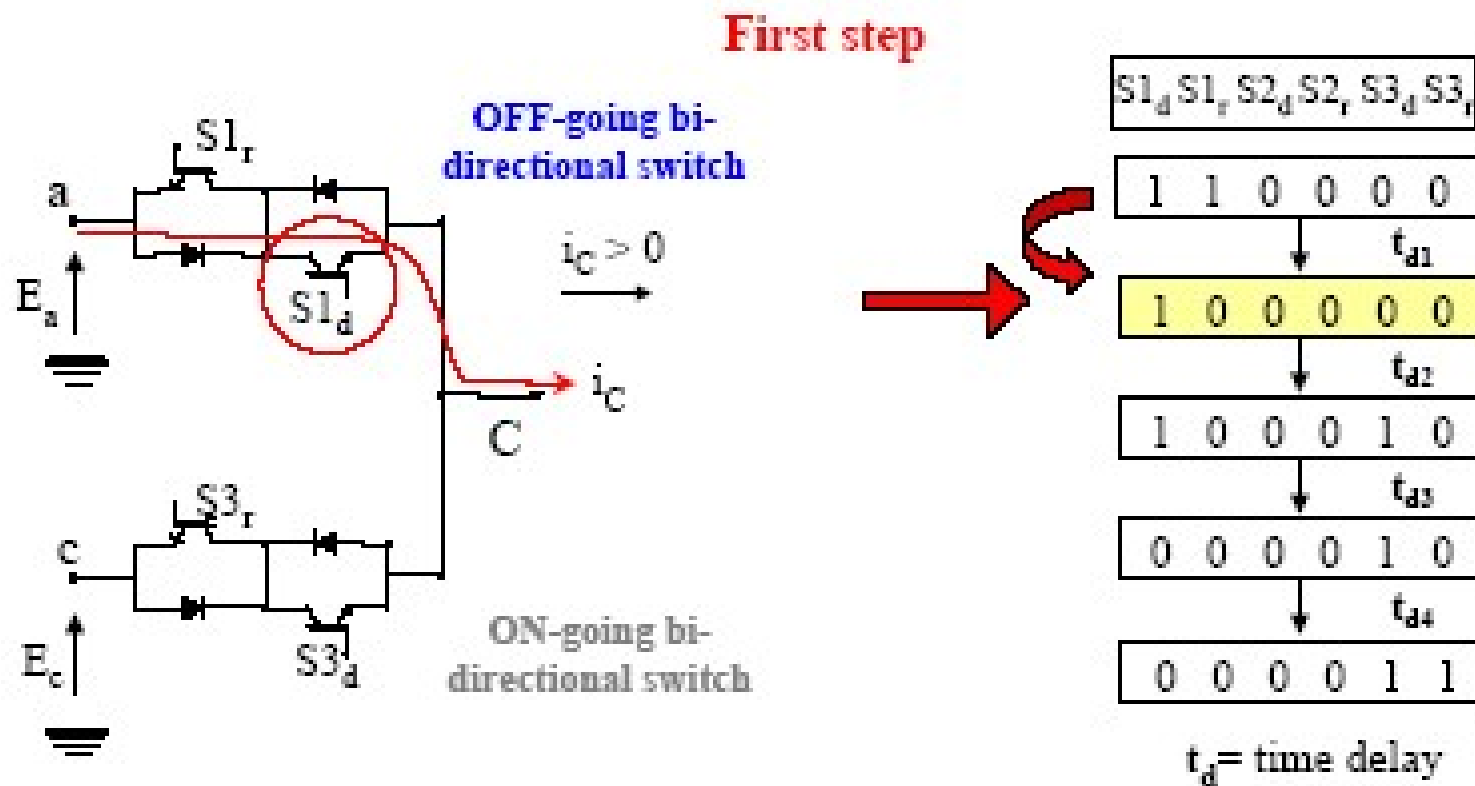 First step
OFF-going bi-
directional switch
S1r
a
Ea
S1d
iC > 0
iC
C
S3r
c
Ec
S3d
ON-going bi-
directional switch
S1d S1r S2d S2r S3d S3r
1 1 0 0 0 0
td1
1 0 0 0 0 0
td2
1 0 0 0 1 0
td3
0 0 0 0 1 0
td4
0 0 0 0 1 1
td= time delay